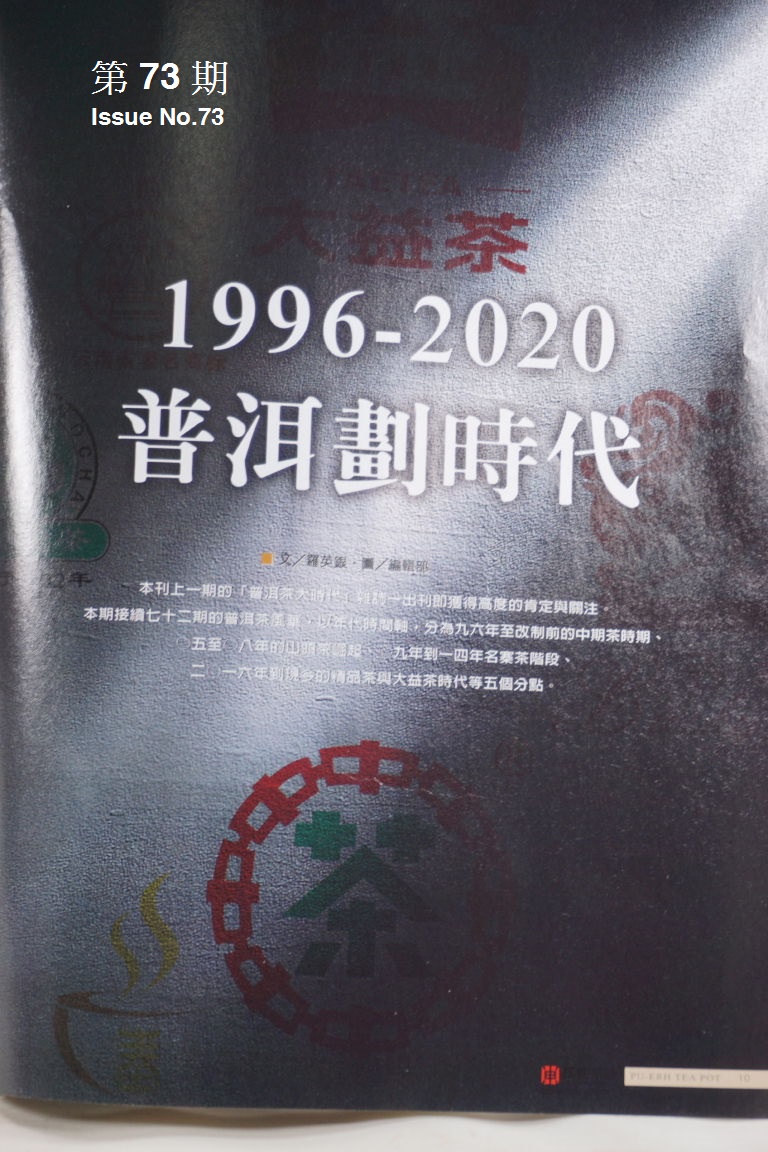 第 73 期
Issue No.73
大益茶
1996-2020
普洱劃時代
文／羅英銀・圖／編輯部
本刊上一期的「普洱茶大時代」雜誌一出刊即獲得高度的肯定與關注。
本期接續七十二期的普洱茶風華，以年代時間軸，分為九六年至改制前的中期茶時期、
五至 八年的山頭茶崛起 九年到一四年名寨茶階段、
二 一六年到現今的精品茶與大益茶時代等五個分點。
茶
PU-ERH TEA POT 10